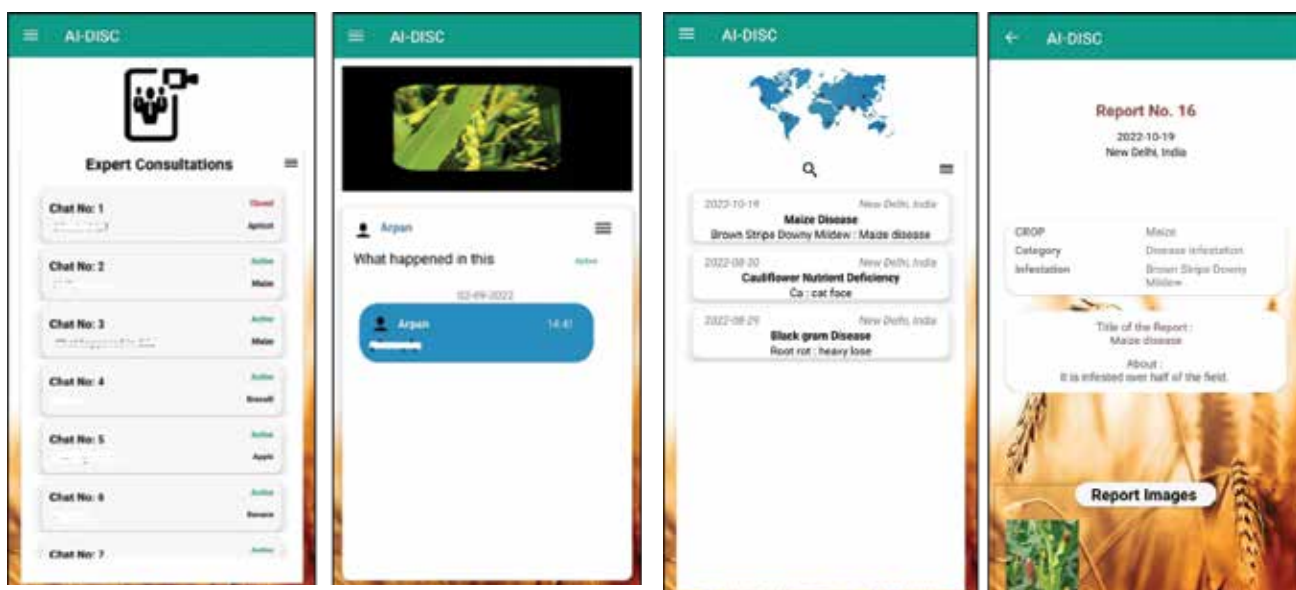 AI-DISC
Expert Consultations
Chat No: 1
Closed
Apricot
Chat No: 2
Active
Maize
Chat No: 3
Active
Maize
Chat No: 4
Active
Chat No: 5
Active
Apple
Chat No: 6
Active
Banana
Chat No: 7
Active
AI-DISC
Arpan
What happened in this
Active
02-09-2022
Arpan
14:41
AI-DISC
2022-10-19
New Delhi, India
Maize Disease
Brown Stripe Downy Mildew : Maize disease
2022-08-30
New Delhi, India
Cauliflower Nutrient Deficiency
Ca : cat face
2022-08-29
New Delhi, India
Black gram Disease
Root rot : heavy lose
AI-DISC
Report No. 16
2022-10-19
New Delhi, India
CROP Maize
Category Disease infestation
Infestation Brown Stripe Downy
Mildew
Title of the Report :
Maize disease
About :
It is infested over half of the field.
Report Images